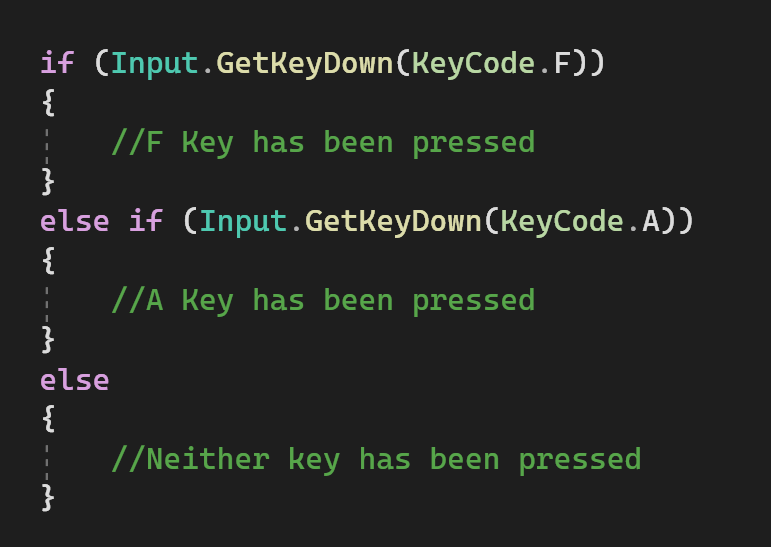 if (Input.GetKeyDown(KeyCode.F))
{
//F Key has been pressed
}
else if (Input.GetKeyDown(KeyCode.A))
{
//A Key has been pressed
}
else
{
//Neither key has been pressed
}